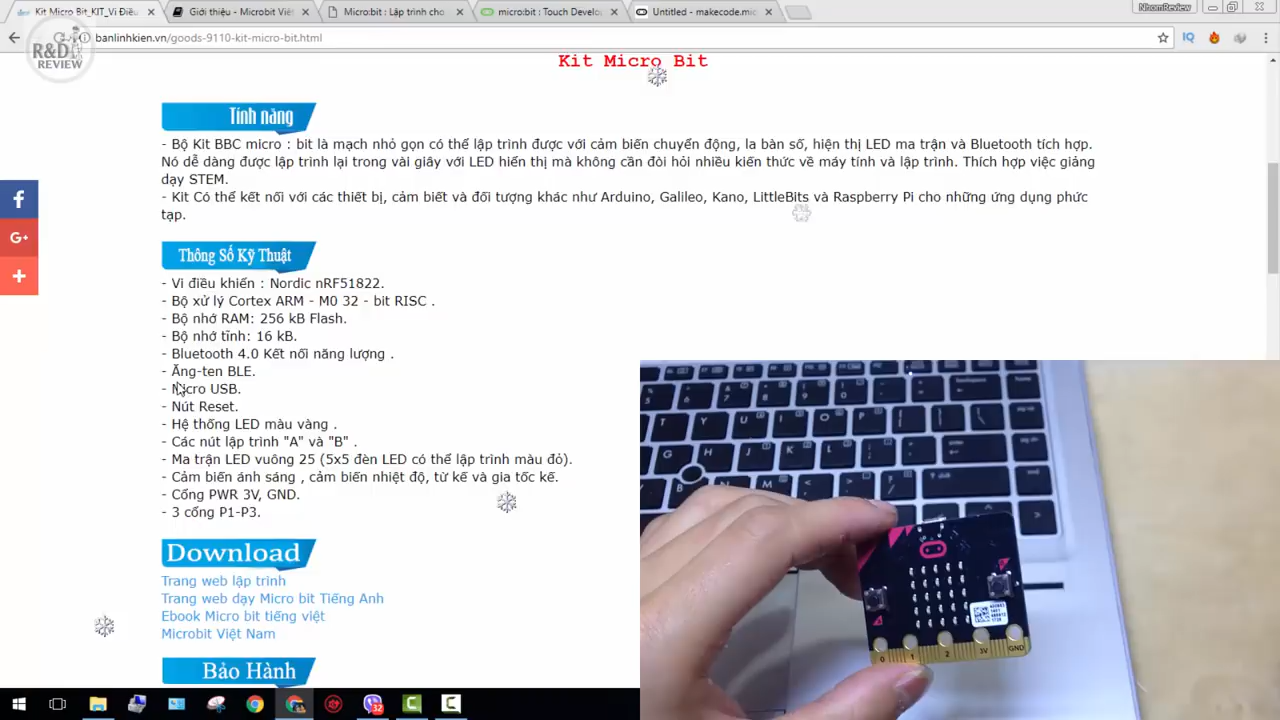 Kit Micro Bit_KIT_Vi Điều
Giới thiệu - Microbit Việt
Micro:bit : Lập trình cho
micro:bit : Touch Develo
Untitled - makecode.mic
NhomReview
banlinhkien.vn/goods-9110-kit-micro-bit.html
R&D
REVIEW
Kit Micro Bit
Tính năng
- Bộ Kit BBC micro : bit là mạch nhỏ gọn có thể lập trình được với cảm biến chuyển động, la bàn số, hiện thị LED ma trận và Bluetooth tích hợp.
Nó dễ dàng được lập trình lại trong vài giây với LED hiển thị mà không cần đòi hỏi nhiều kiến thức về máy tính và lập trình. Thích hợp việc giảng
dạy STEM.
- Kit Có thể kết nối với các thiết bị, cảm biết và đối tượng khác như Arduino, Galileo, Kano, LittleBits và Raspberry Pi cho những ứng dụng phức
tạp.
Thông Số Kỹ Thuật
- Vi điều khiển : Nordic nRF51822.
- Bộ xử lý Cortex ARM - M0 32 - bit RISC .
- Bộ nhớ RAM: 256 kB Flash.
- Bộ nhớ tĩnh: 16 kB.
- Bluetooth 4.0 Kết nối năng lượng .
- Ăng-ten BLE.
- Micro USB.
- Nút Reset.
- Hệ thống LED màu vàng .
- Các nút lập trình "A" và "B" .
- Ma trận LED vuông 25 (5x5 đèn LED có thể lập trình màu đỏ).
- Cảm biến ánh sáng , cảm biến nhiệt độ, từ kế và gia tốc kế.
- Cổng PWR 3V, GND.
- 3 cổng P1-P3.
Download
Trang web lập trình
Trang web dạy Micro bit Tiếng Anh
Ebook Micro bit tiếng việt
Microbit Việt Nam
Bảo Hành
0 1 2 3V GND